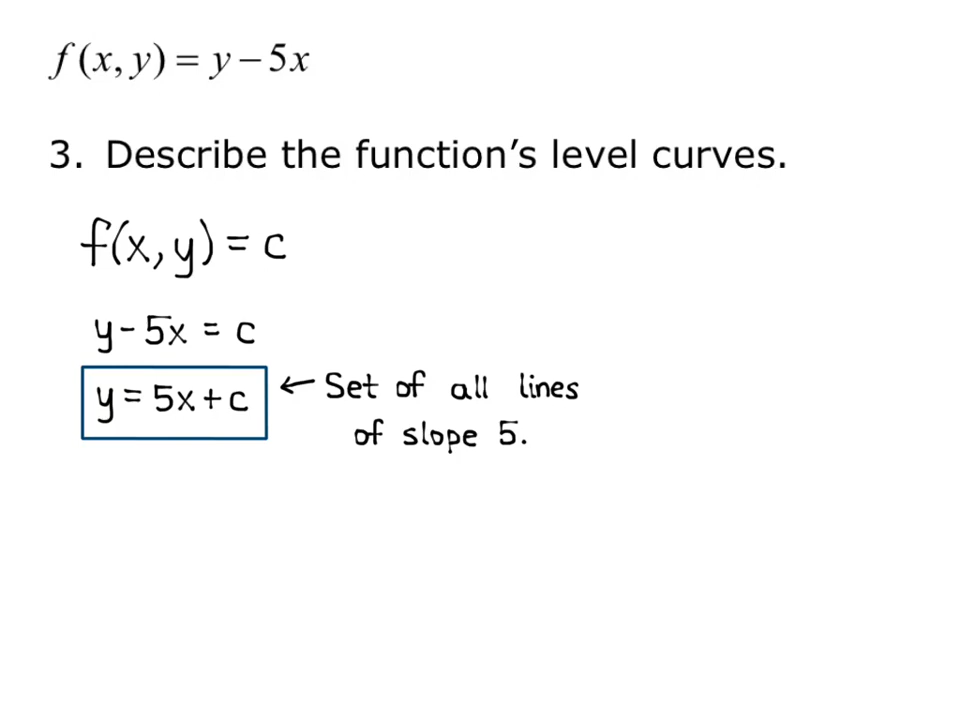 f(x, y) = y − 5x
3. Describe the function’s level curves.
f(x, y) = c
y − 5x = c
y = 5x + c ← Set of all lines
of slope 5.